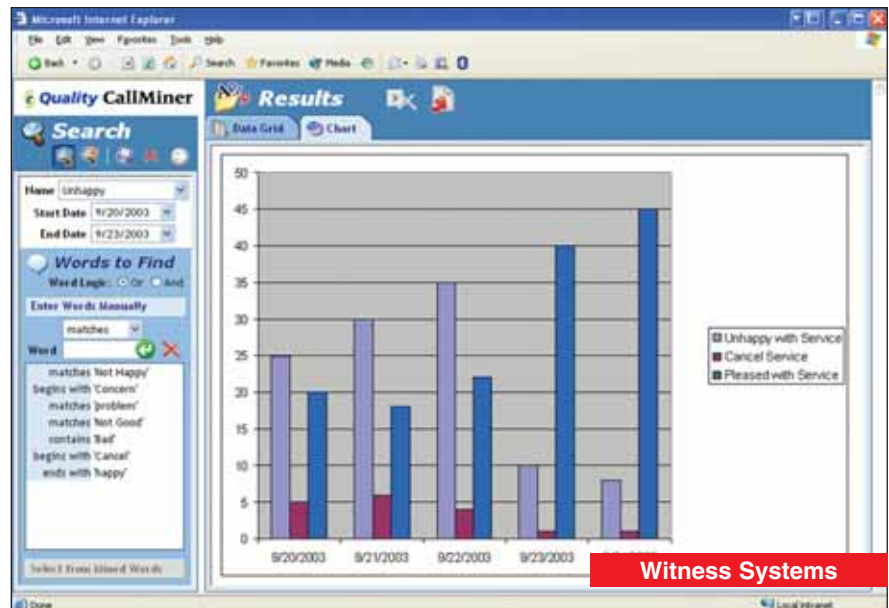 Microsoft Internet Explorer
File Edit View Favorites Tools Help
Back Search Favorites Media
Quality CallMiner
Results
Search
Data Grid Chart
Name Unhappy
Start Date 9/20/2003
End Date 9/23/2003
Words to Find
Word Logic: Or And
Enter Words Manually
matches
Word
matches 'Not Happy'
begins with 'Concern'
matches 'problem'
matches 'Not Good'
contains 'Bad'
begins with 'Cancel'
ends with 'happy'
Select from Mined Words
50
45
40
35
30
25
20
15
10
5
0
9/20/2003 9/21/2003 9/22/2003 9/23/2003
Unhappy with Service
Cancel Service
Pleased with Service
Witness Systems
Done
Local intranet